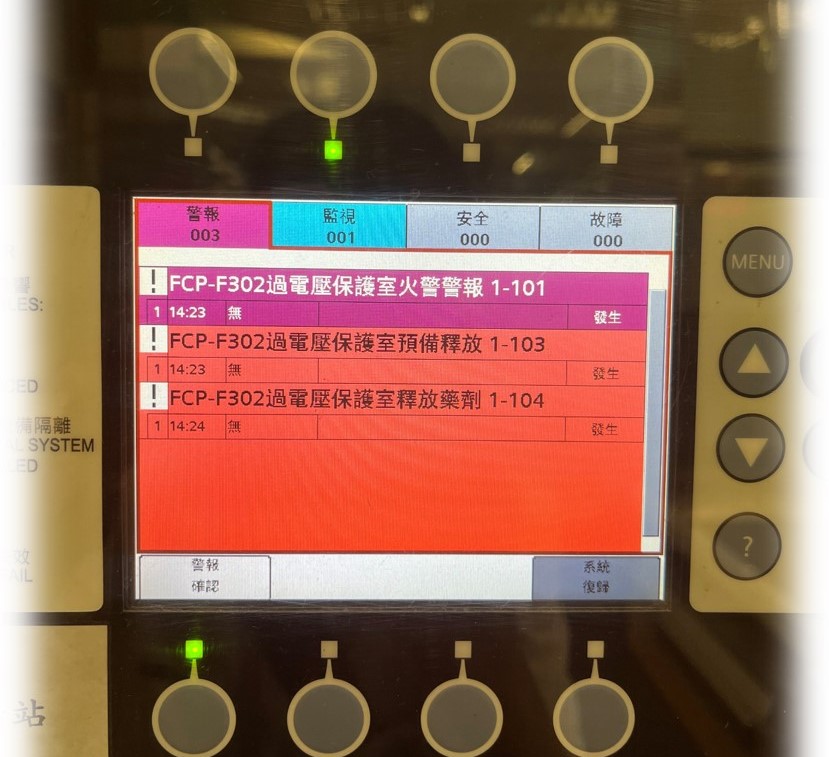 警報 監視 安全 故障
003 001 000 000
! FCP-F302過電壓保護室火警警報 1-101
1 14:23 無 發生
! FCP-F302過電壓保護室預備釋放 1-103
1 14:23 無 發生
! FCP-F302過電壓保護室釋放藥劑 1-104
1 14:24 無 發生
警報 系統
確認 復歸
MENU
?
ES:
ED
隔離
SYSTEM
ED
AIL
站